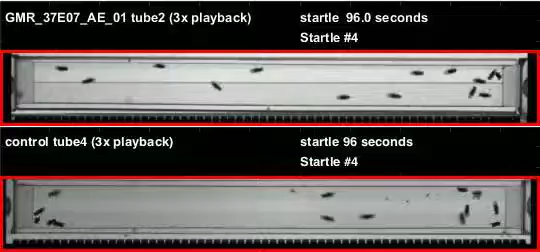 GMR_37E07_AE_01 tube2 (3x playback)
startle 96.0 seconds
Startle #4
control tube4 (3x playback)
startle 96 seconds
Startle #4